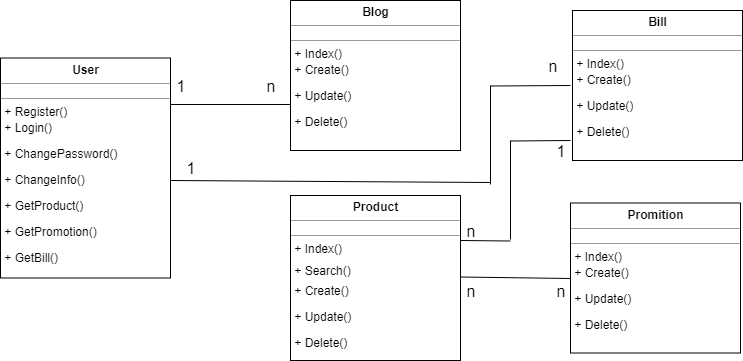 Blog
+ Index()
+ Create()
+ Update()
+ Delete()
Bill
+ Index()
+ Create()
+ Update()
+ Delete()
User
+ Register()
+ Login()
+ ChangePassword()
+ ChangeInfo()
+ GetProduct()
+ GetPromotion()
+ GetBill()
1
n
n
1
1
Product
+ Index()
+ Search()
+ Create()
+ Update()
+ Delete()
n
n
n
Promition
+ Index()
+ Create()
+ Update()
+ Delete()